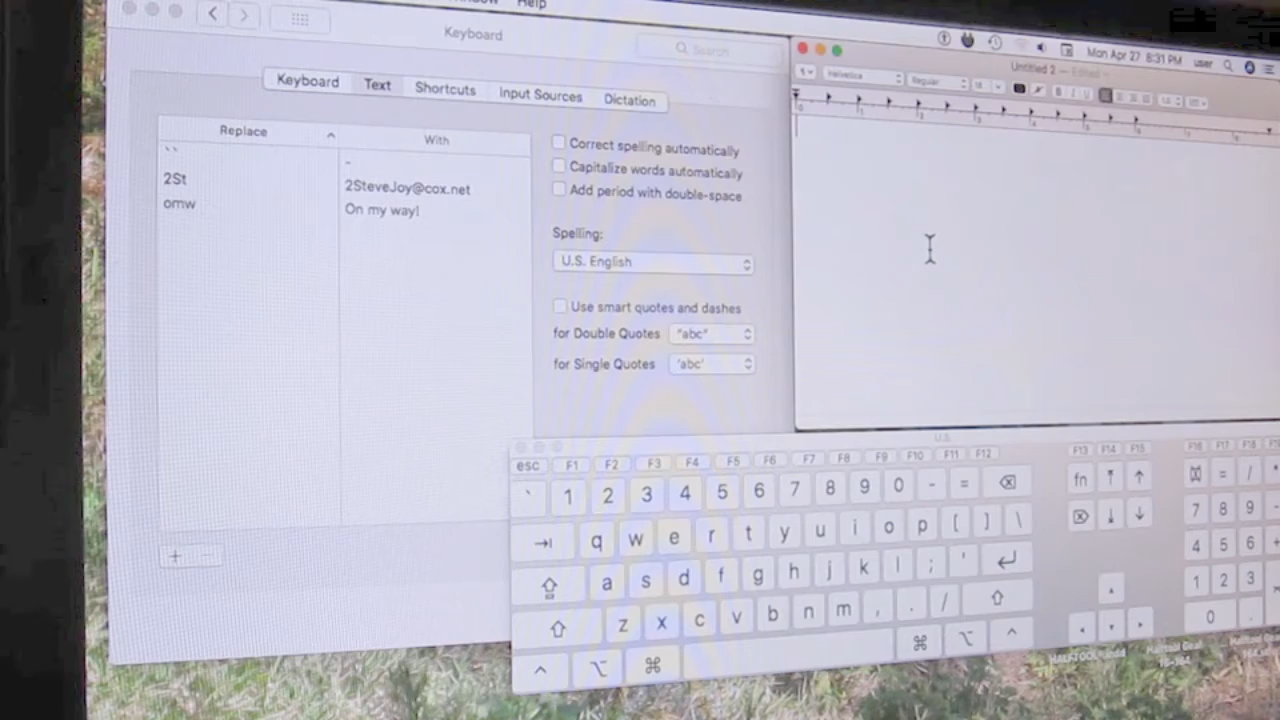 Help
Keyboard
Search
Mon Apr 27 8:31 PM user
Untitled 2 — Edited
Helvetica Regular
B I U
Keyboard Text Shortcuts Input Sources Dictation
Replace With
`` -
2St 2SteveJoy@cox.net
omw On my way!
Correct spelling automatically
Capitalize words automatically
Add period with double-space
Spelling:
U.S. English
Use smart quotes and dashes
for Double Quotes "abc"
for Single Quotes 'abc'
+ -
U.S.
esc F1 F2 F3 F4 F5 F6 F7 F8 F9 F10 F11 F12 F13 F14 F15 F16 F17 F18
` 1 2 3 4 5 6 7 8 9 0 - = fn = /
q w e r t y u i o p [ ] \ 7 8 9 -
a s d f g h j k l ; ' 4 5 6 +
z x c v b n m , . / 1 2 3
0 .